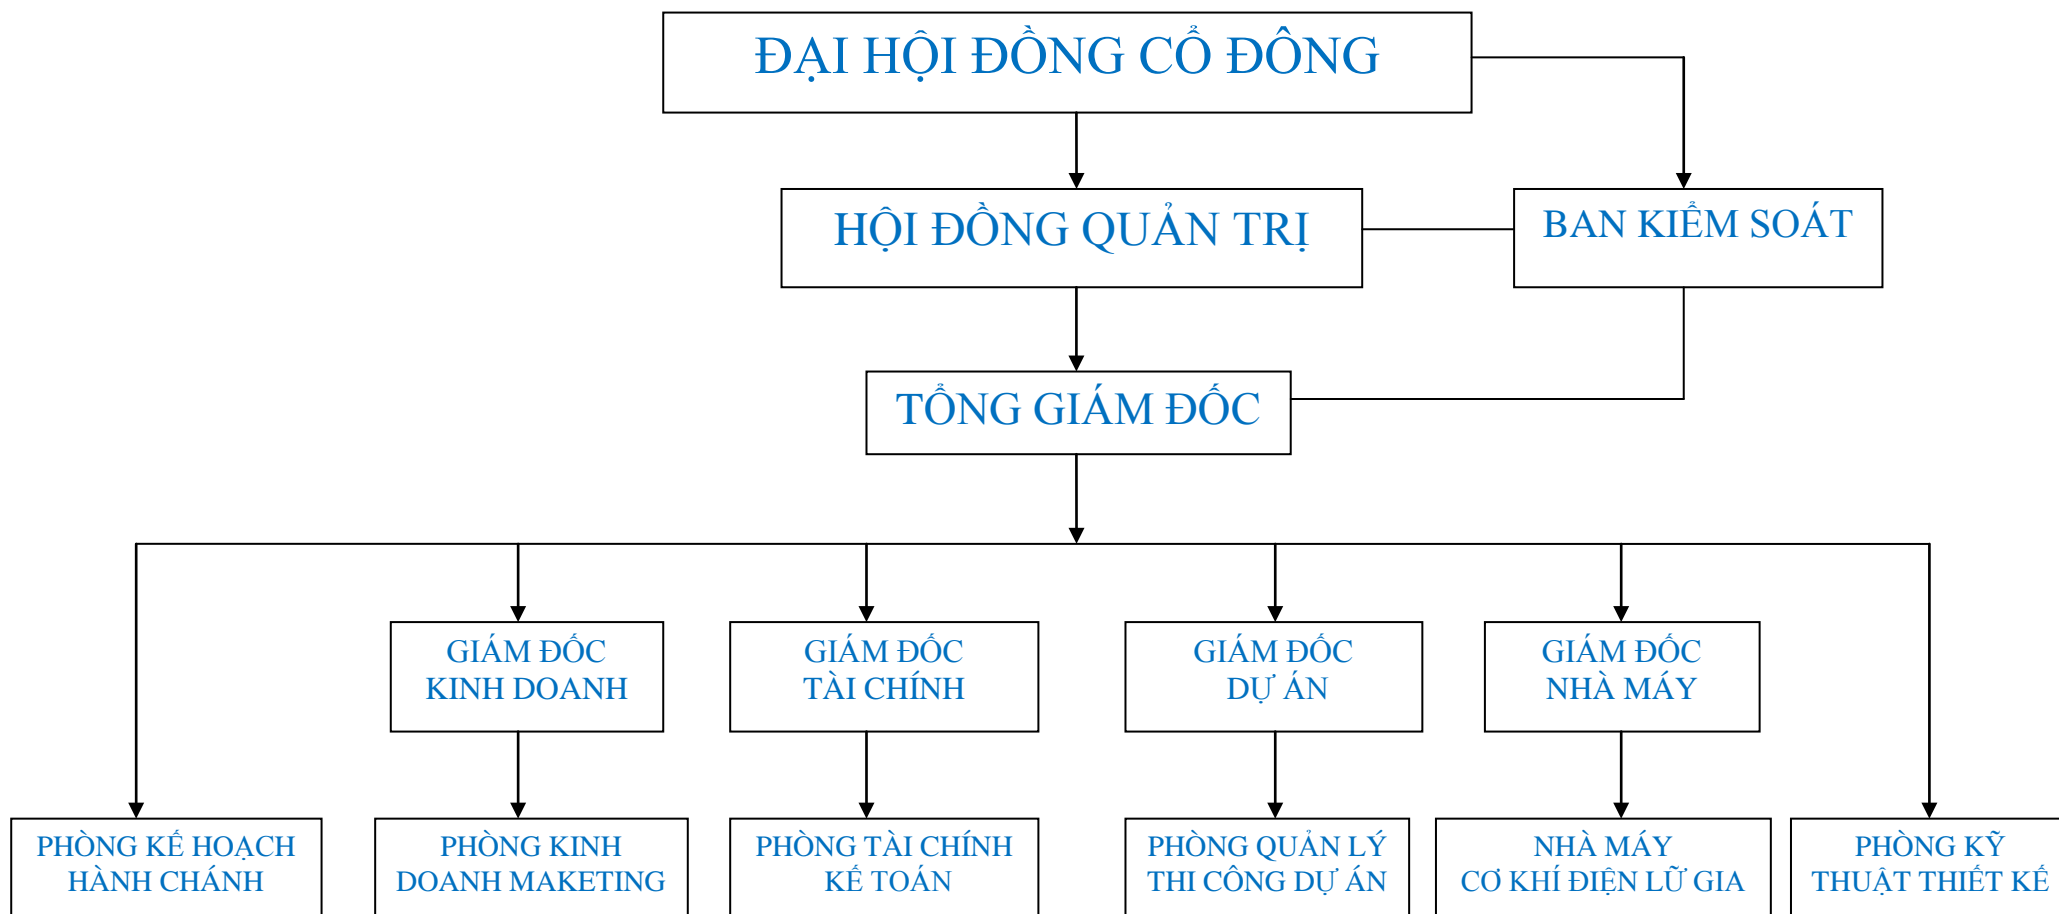 ĐẠI HỘI ĐỒNG CỔ ĐÔNG
HỘI ĐỒNG QUẢN TRỊ
BAN KIỂM SOÁT
TỔNG GIÁM ĐỐC
GIÁM ĐỐC
KINH DOANH
GIÁM ĐỐC
TÀI CHÍNH
GIÁM ĐỐC
DỰ ÁN
GIÁM ĐỐC
NHÀ MÁY
PHÒNG KẾ HOẠCH
HÀNH CHÁNH
PHÒNG KINH
DOANH MAKETING
PHÒNG TÀI CHÍNH
KẾ TOÁN
PHÒNG QUẢN LÝ
THI CÔNG DỰ ÁN
NHÀ MÁY
CƠ KHÍ ĐIỆN LỮ GIA
PHÒNG KỸ
THUẬT THIẾT KẾ